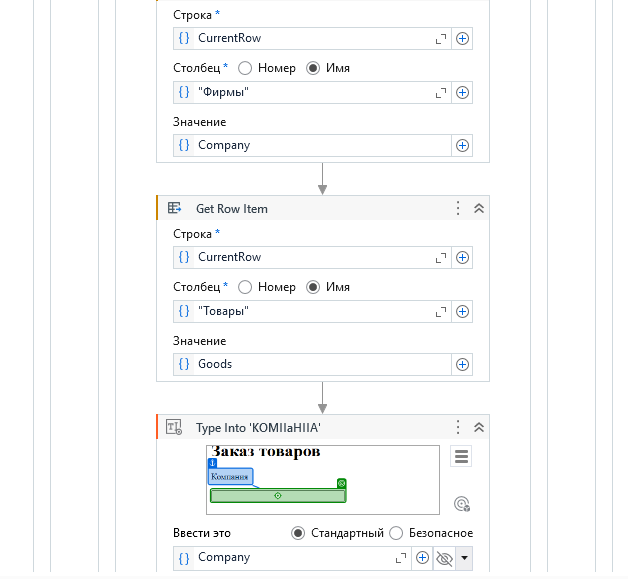 Строка *
{} CurrentRow
Столбец * Номер Имя
{} "Фирмы"
Значение
{} Company
Get Row Item
Строка *
{} CurrentRow
Столбец * Номер Имя
{} "Товары"
Значение
{} Goods
Type Into 'KOMIIaHIIA'
Заказ товаров
Компания
Ввести это Стандартный Безопасное
{} Company